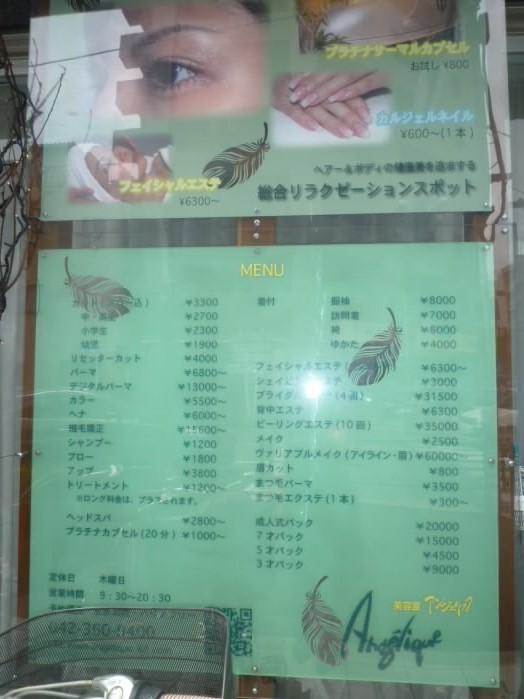 プラチナサーマルカプセル
お試し ¥800
カルジェルネイル
¥600〜(1本)
フェイシャルエステ
¥6300〜
ヘアー&ボディの健康美を追求する
総合リラクゼーションスポット
MENU
¥3300
中・高生 ¥2700
小学生 ¥2300
幼児 ¥1900
リセッターカット ¥4000
パーマ ¥6800〜
デジタルパーマ ¥13000〜
カラー ¥5500〜
ヘナ ¥6000〜
縮毛矯正 ¥15600〜
シャンプー ¥1200
ブロー ¥1800
アップ ¥3800
トリートメント ¥1200〜
※ロング料金は、プラスされます。
ヘッドスパ ¥2800〜
プラチナカプセル(20分) ¥1000〜
定休日 木曜日
営業時間 9:30〜20:30
着付 振袖 ¥8000
訪問着 ¥7000
袴 ¥6000
ゆかた ¥4000
フェイシャルエステ ¥6300〜
¥3000
(4回) ¥31500
背中エステ ¥6300
ピーリングエステ(10回) ¥35000
メイク ¥2500
ヴァリアブルメイク(アイライン・眉) ¥60000
眉カット ¥800
まつ毛パーマ ¥3500
まつ毛エクステ(1本) ¥300〜
成人式パック ¥20000
7才パック ¥15000
5才パック ¥4500
3才パック ¥9000
美容室 アンジェリック
Angélique